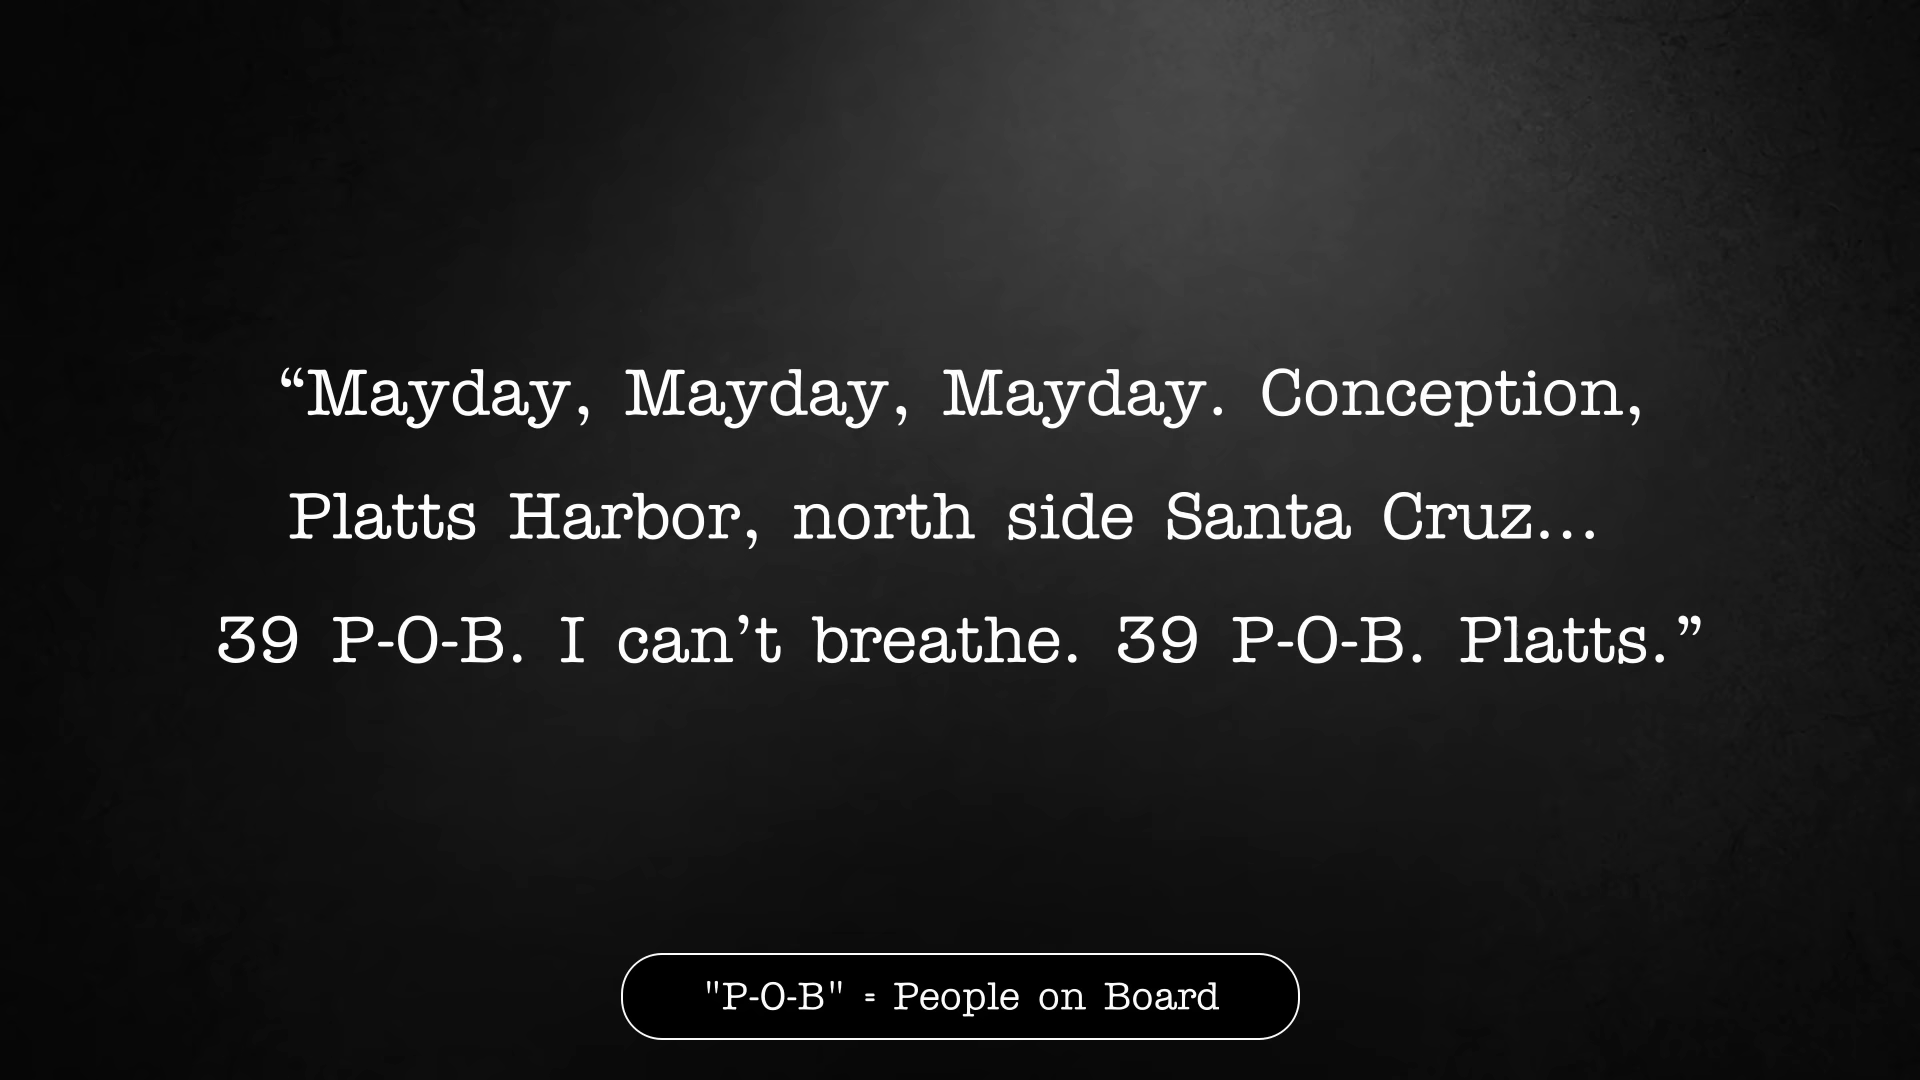 “Mayday, Mayday, Mayday. Conception,
Platts Harbor, north side Santa Cruz...
39 P-O-B. I can’t breathe. 39 P-O-B. Platts.”
"P-O-B" = People on Board